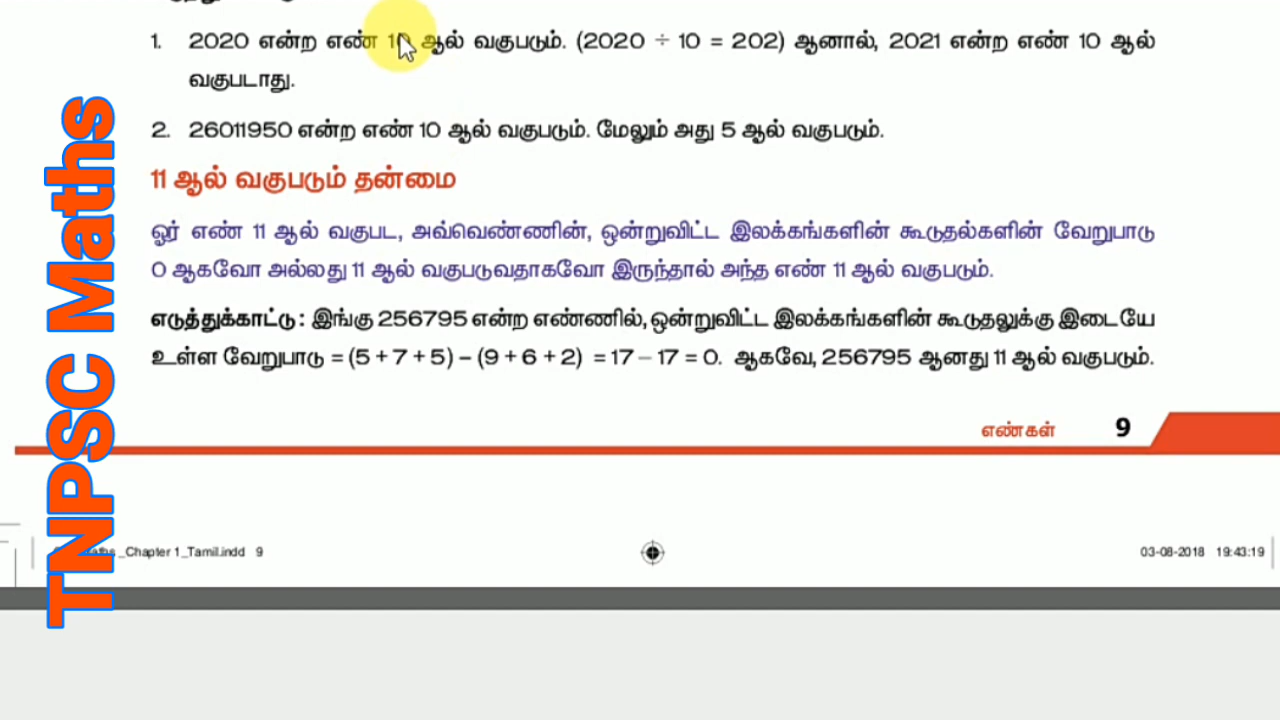 1. 2020 என்ற எண் 10 ஆல் வகுபடும். (2020 ÷ 10 = 202) ஆனால், 2021 என்ற எண் 10 ஆல்
வகுபடாது.
2. 26011950 என்ற எண் 10 ஆல் வகுபடும். மேலும் அது 5 ஆல் வகுபடும்.
11 ஆல் வகுபடும் தன்மை
ஓர் எண் 11 ஆல் வகுபட, அவ்வெண்ணின், ஒன்றுவிட்ட இலக்கங்களின் கூடுதல்களின் வேறுபாடு
0 ஆகவோ அல்லது 11 ஆல் வகுபடுவதாகவோ இருந்தால் அந்த எண் 11 ஆல் வகுபடும்.
எடுத்துக்காட்டு : இங்கு 256795 என்ற எண்ணில், ஒன்றுவிட்ட இலக்கங்களின் கூடுதலுக்கு இடையே
உள்ள வேறுபாடு = (5 + 7 + 5) – (9 + 6 + 2) = 17 – 17 = 0. ஆகவே, 256795 ஆனது 11 ஆல் வகுபடும்.
எண்கள் 9
_Chapter 1_Tamil.indd 9
03-08-2018 19:43:19
TNPSC Maths